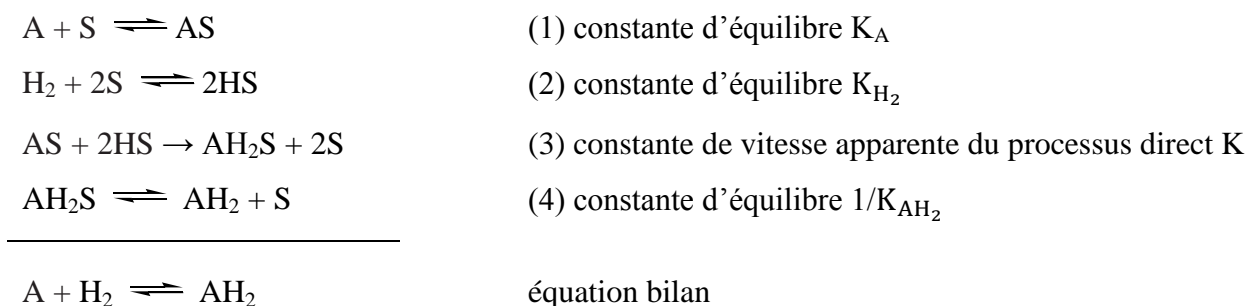 A + S ⇌ AS (1) constante d’équilibre K_A
H₂ + 2S ⇌ 2HS (2) constante d’équilibre K_H₂
AS + 2HS → AH₂S + 2S (3) constante de vitesse apparente du processus direct K
AH₂S ⇌ AH₂ + S (4) constante d’équilibre 1/K_AH₂
A + H₂ ⇌ AH₂ équation bilan